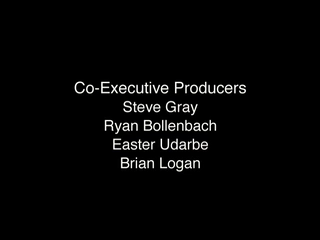 Co-Executive Producers
Steve Gray
Ryan Bollenbach
Easter Udarbe
Brian Logan